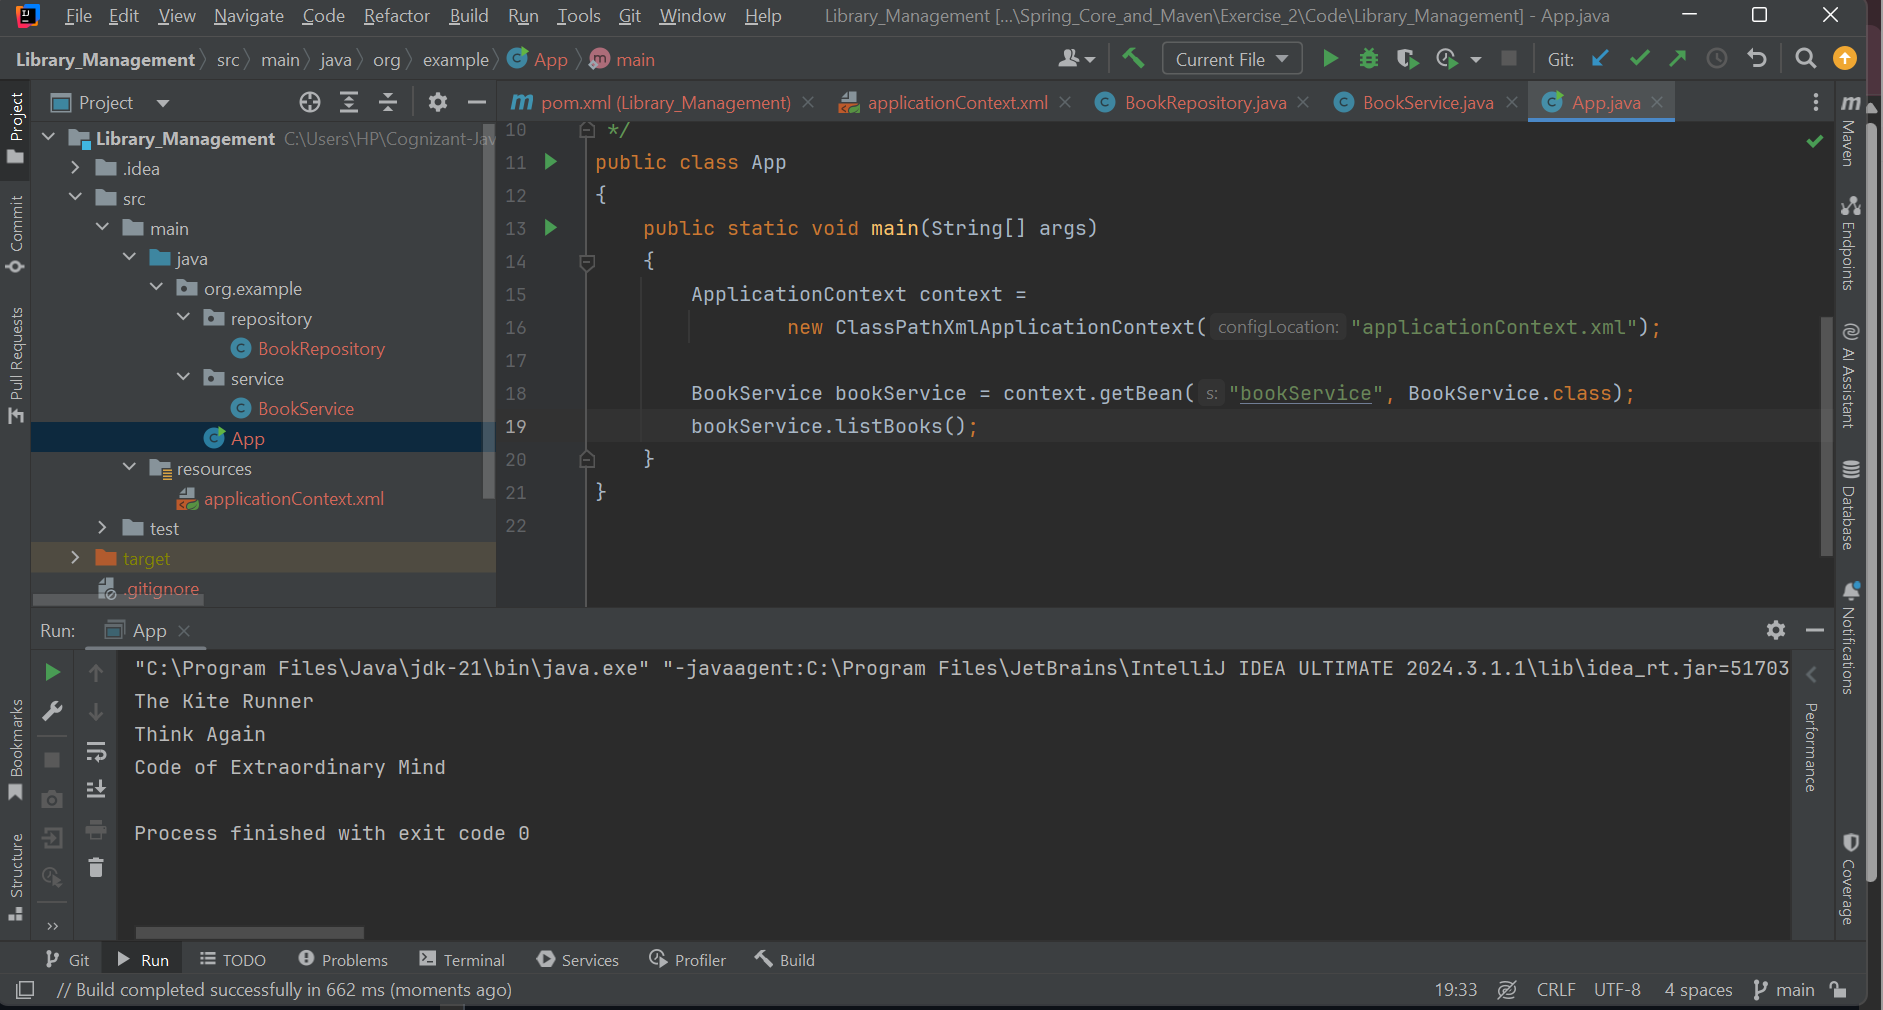 File Edit View Navigate Code Refactor Build Run Tools Git Window Help Library_Management [...\Spring_Core_and_Maven\Exercise_2\Code\Library_Management] - App.java
Library_Management src main java org example App main Current File Git:
Project
Project
Commit
Pull Requests
Bookmarks
Structure
Library_Management C:\Users\HP\Cognizant-Jav
.idea
src
main
java
org.example
repository
BookRepository
service
BookService
App
resources
applicationContext.xml
test
target
.gitignore
pom.xml (Library_Management) applicationContext.xml BookRepository.java BookService.java App.java
10 */
11 public class App
12 {
13 public static void main(String[] args)
14 {
15 ApplicationContext context =
16 new ClassPathXmlApplicationContext( configLocation: "applicationContext.xml");
17
18 BookService bookService = context.getBean( s: "bookService", BookService.class);
19 bookService.listBooks();
20 }
21 }
22
Maven
Endpoints
AI Assistant
Database
Notifications
Coverage
Run: App
"C:\Program Files\Java\jdk-21\bin\java.exe" "-javaagent:C:\Program Files\JetBrains\IntelliJ IDEA ULTIMATE 2024.3.1.1\lib\idea_rt.jar=51703
The Kite Runner
Think Again
Code of Extraordinary Mind
Process finished with exit code 0
Performance
Git Run TODO Problems Terminal Services Profiler Build
// Build completed successfully in 662 ms (moments ago) 19:33 CRLF UTF-8 4 spaces main